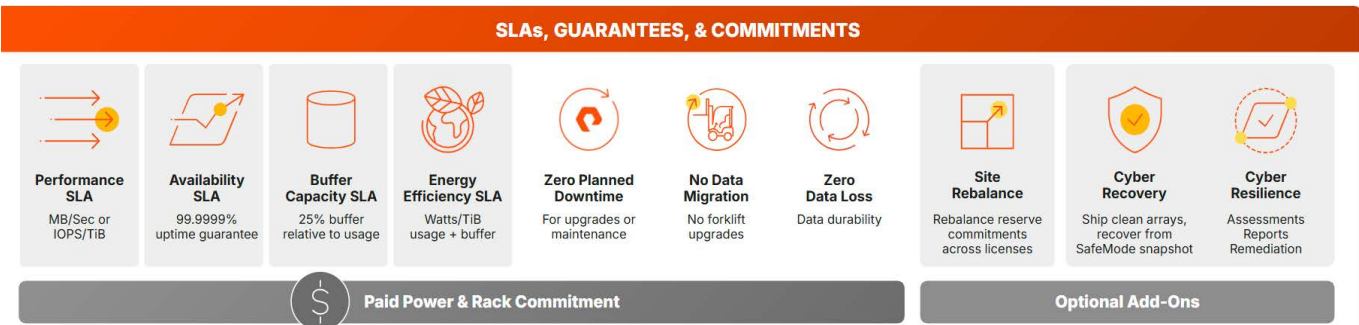 SLAs, GUARANTEES, & COMMITMENTS
Performance
SLA
MB/Sec or
IOPS/TiB
Availability
SLA
99.9999%
uptime guarantee
Buffer
Capacity SLA
25% buffer
relative to usage
Energy
Efficiency SLA
Watts/TiB
usage + buffer
Zero Planned
Downtime
For upgrades or
maintenance
No Data
Migration
No forklift
upgrades
Zero
Data Loss
Data durability
Site
Rebalance
Rebalance reserve
commitments
across licenses
Cyber
Recovery
Ship clean arrays,
recover from
SafeMode snapshot
Cyber
Resilience
Assessments
Reports
Remediation
$ Paid Power & Rack Commitment
Optional Add-Ons